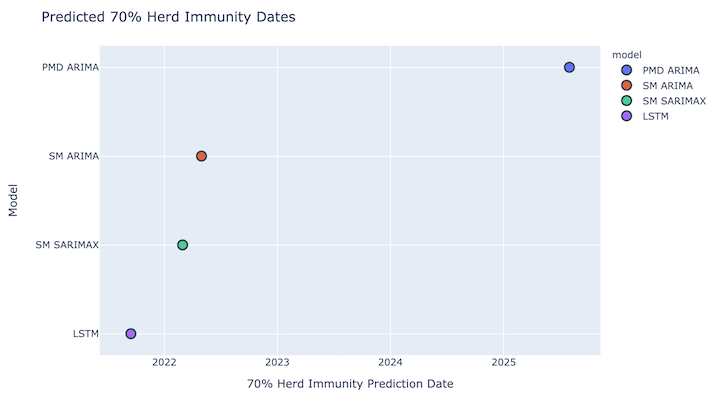 Predicted 70% Herd Immunity Dates
Model
PMD ARIMA
SM ARIMA
SM SARIMAX
LSTM
2022 2023 2024 2025
70% Herd Immunity Prediction Date
model
PMD ARIMA
SM ARIMA
SM SARIMAX
LSTM